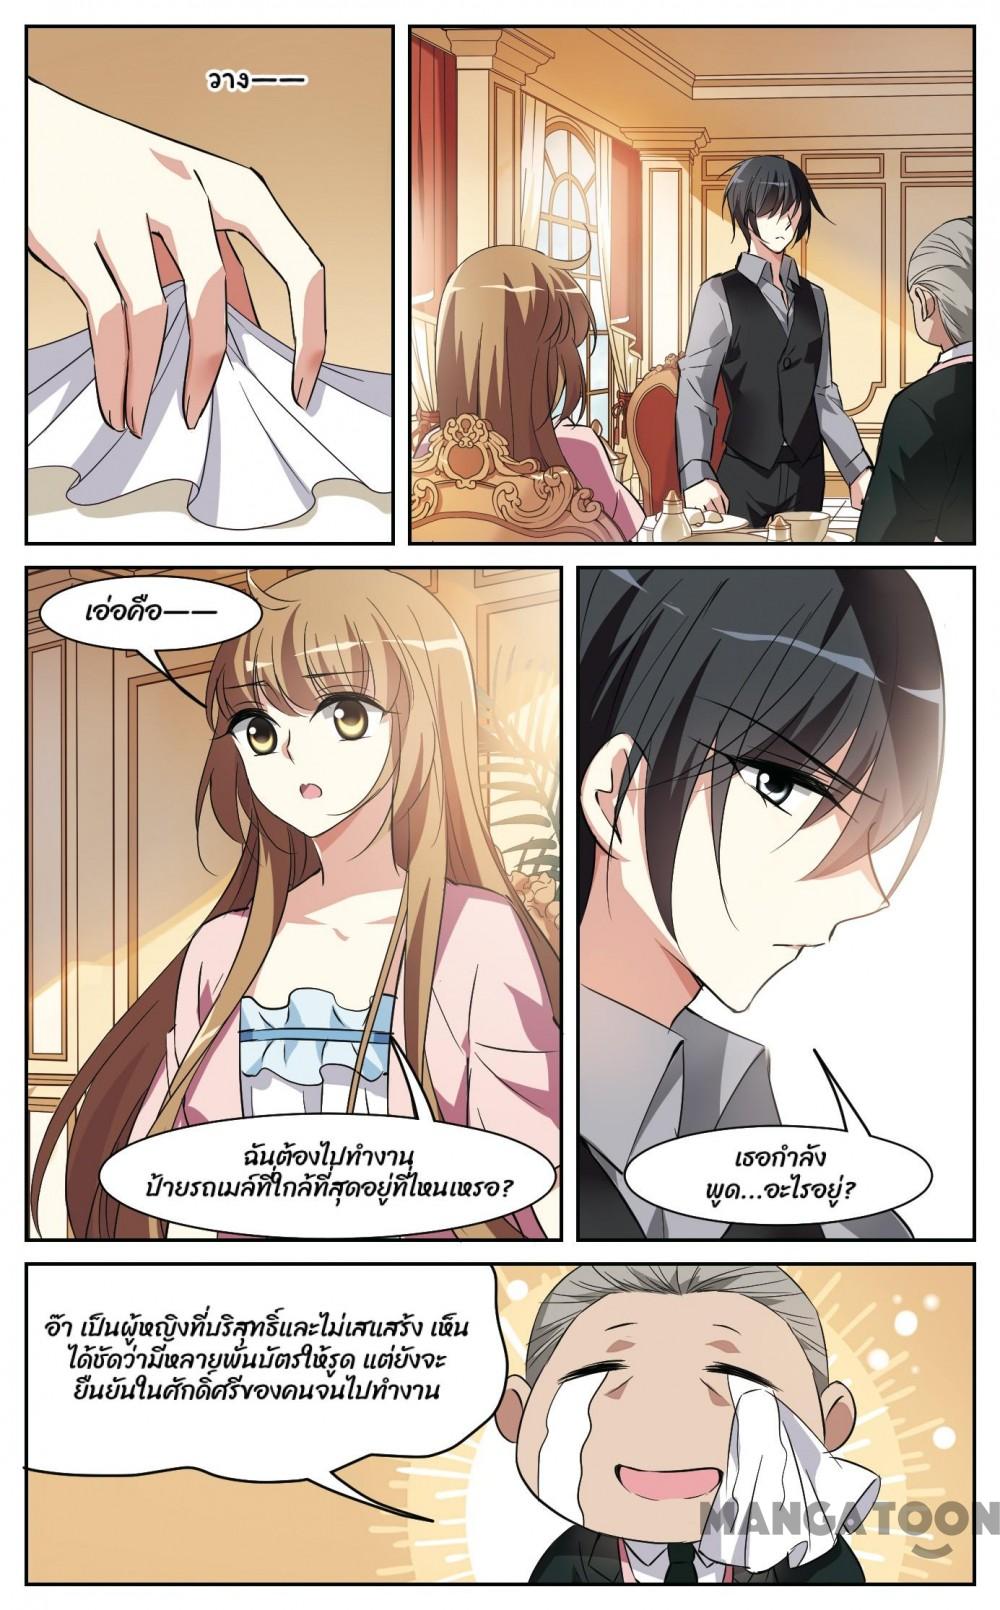 วาง——
เอ่อคือ——
ฉันต้องไปทำงาน
ป้ายรถเมล์ที่ใกล้ที่สุดอยู่ที่ไหนเหรอ?
เธอกำลัง
พูด...อะไรอยู่?
อ๊า เป็นผู้หญิงที่บริสุทธิ์และไม่เสแสร้ง เห็น
ได้ชัดว่ามีหลายพันบัตรให้รูด แต่ยังจะ
ยืนยันในศักดิ์ศรีของคนจนไปทำงาน
MANGATOON